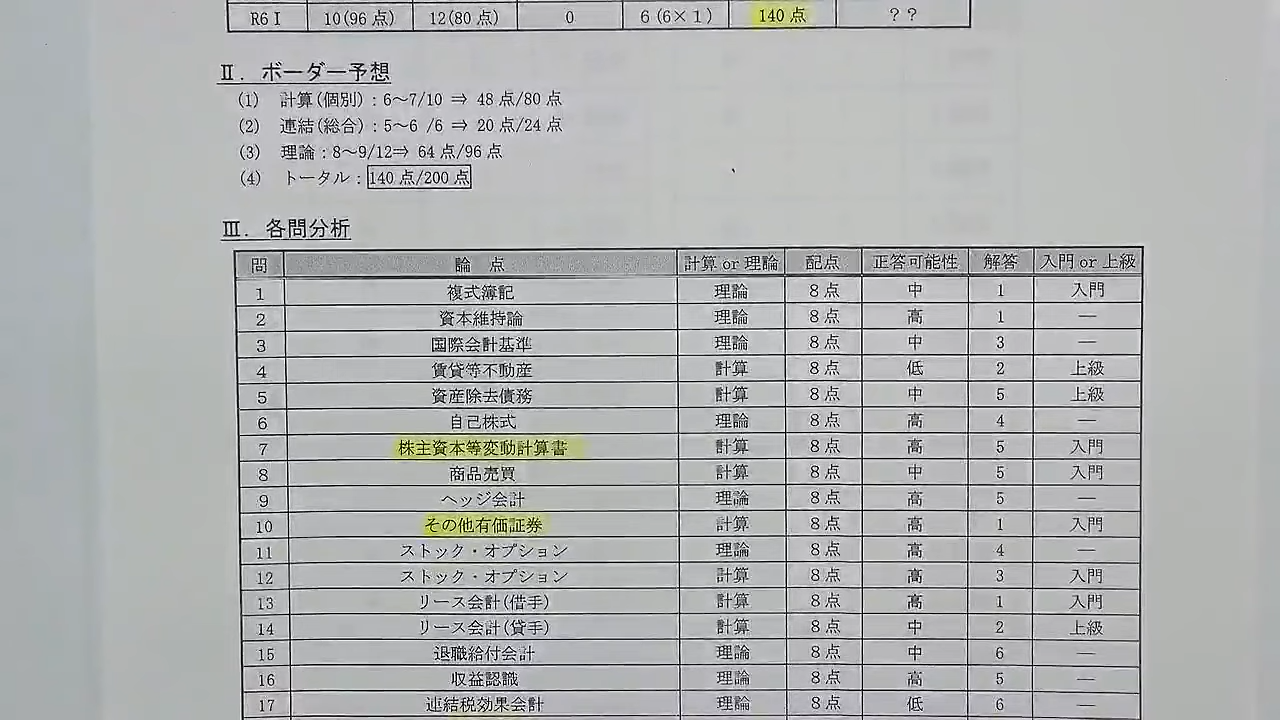 R6Ⅰ 10(96点) 12(80点) 0 6(6×1) 140点 ??
Ⅱ. ボーダー予想
(1) 計算(個別):6～7/10 ⇒ 48点/80点
(2) 連結(総合):5～6 /6 ⇒ 20点/24点
(3) 理論:8～9/12⇒ 64点/96点
(4) トータル:140点/200点
Ⅲ. 各問分析
問 論 点 計算 or 理論 配点 正答可能性 解答 入門 or 上級
1 複式簿記 理論 8点 中 1 入門
2 資本維持論 理論 8点 高 1 ―
3 国際会計基準 理論 8点 中 3 ―
4 賃貸等不動産 計算 8点 低 2 上級
5 資産除去債務 計算 8点 中 5 上級
6 自己株式 理論 8点 高 4 ―
7 株主資本等変動計算書 計算 8点 高 5 入門
8 商品売買 計算 8点 中 5 入門
9 ヘッジ会計 理論 8点 高 5 ―
10 その他有価証券 計算 8点 高 1 入門
11 ストック・オプション 理論 8点 高 4 ―
12 ストック・オプション 計算 8点 高 3 入門
13 リース会計(借手) 計算 8点 高 1 入門
14 リース会計(貸手) 計算 8点 中 2 上級
15 退職給付会計 理論 8点 中 6 ―
16 収益認識 理論 8点 高 5 ―
17 連結税効果会計 理論 8点 低 6 ―